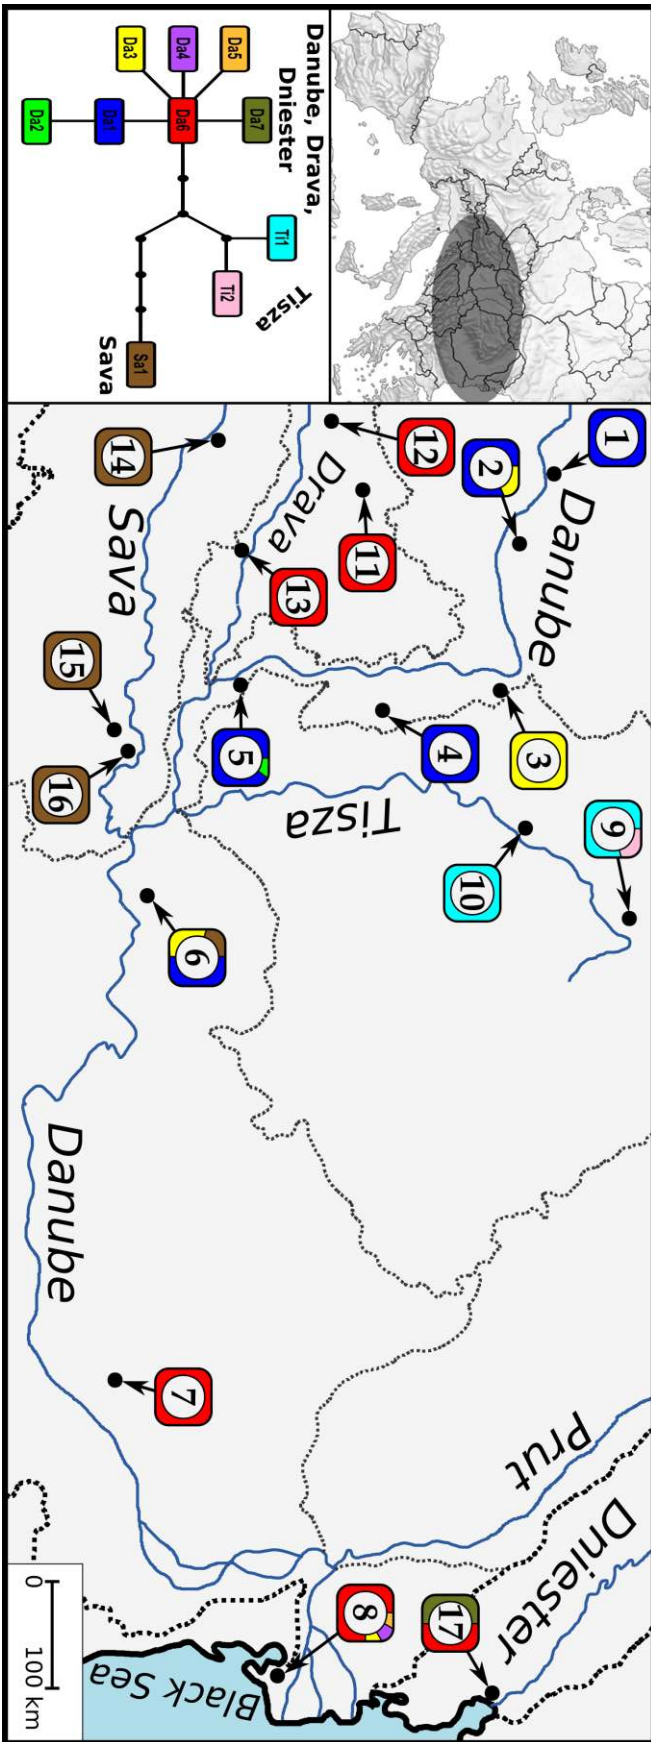 Danube, Drava,
Dniester
Da3
Da4
Da5
Da2
Da1
Da6
Da7
Ti1
Ti2
Tisza
Sa1
Sava
1
2
Danube
12
Drava
11
13
14
Sava
15
16
3
4
5
Tisza
9
10
6
Danube
7
Prut
Dniester
8
17
Black Sea
0 100 km